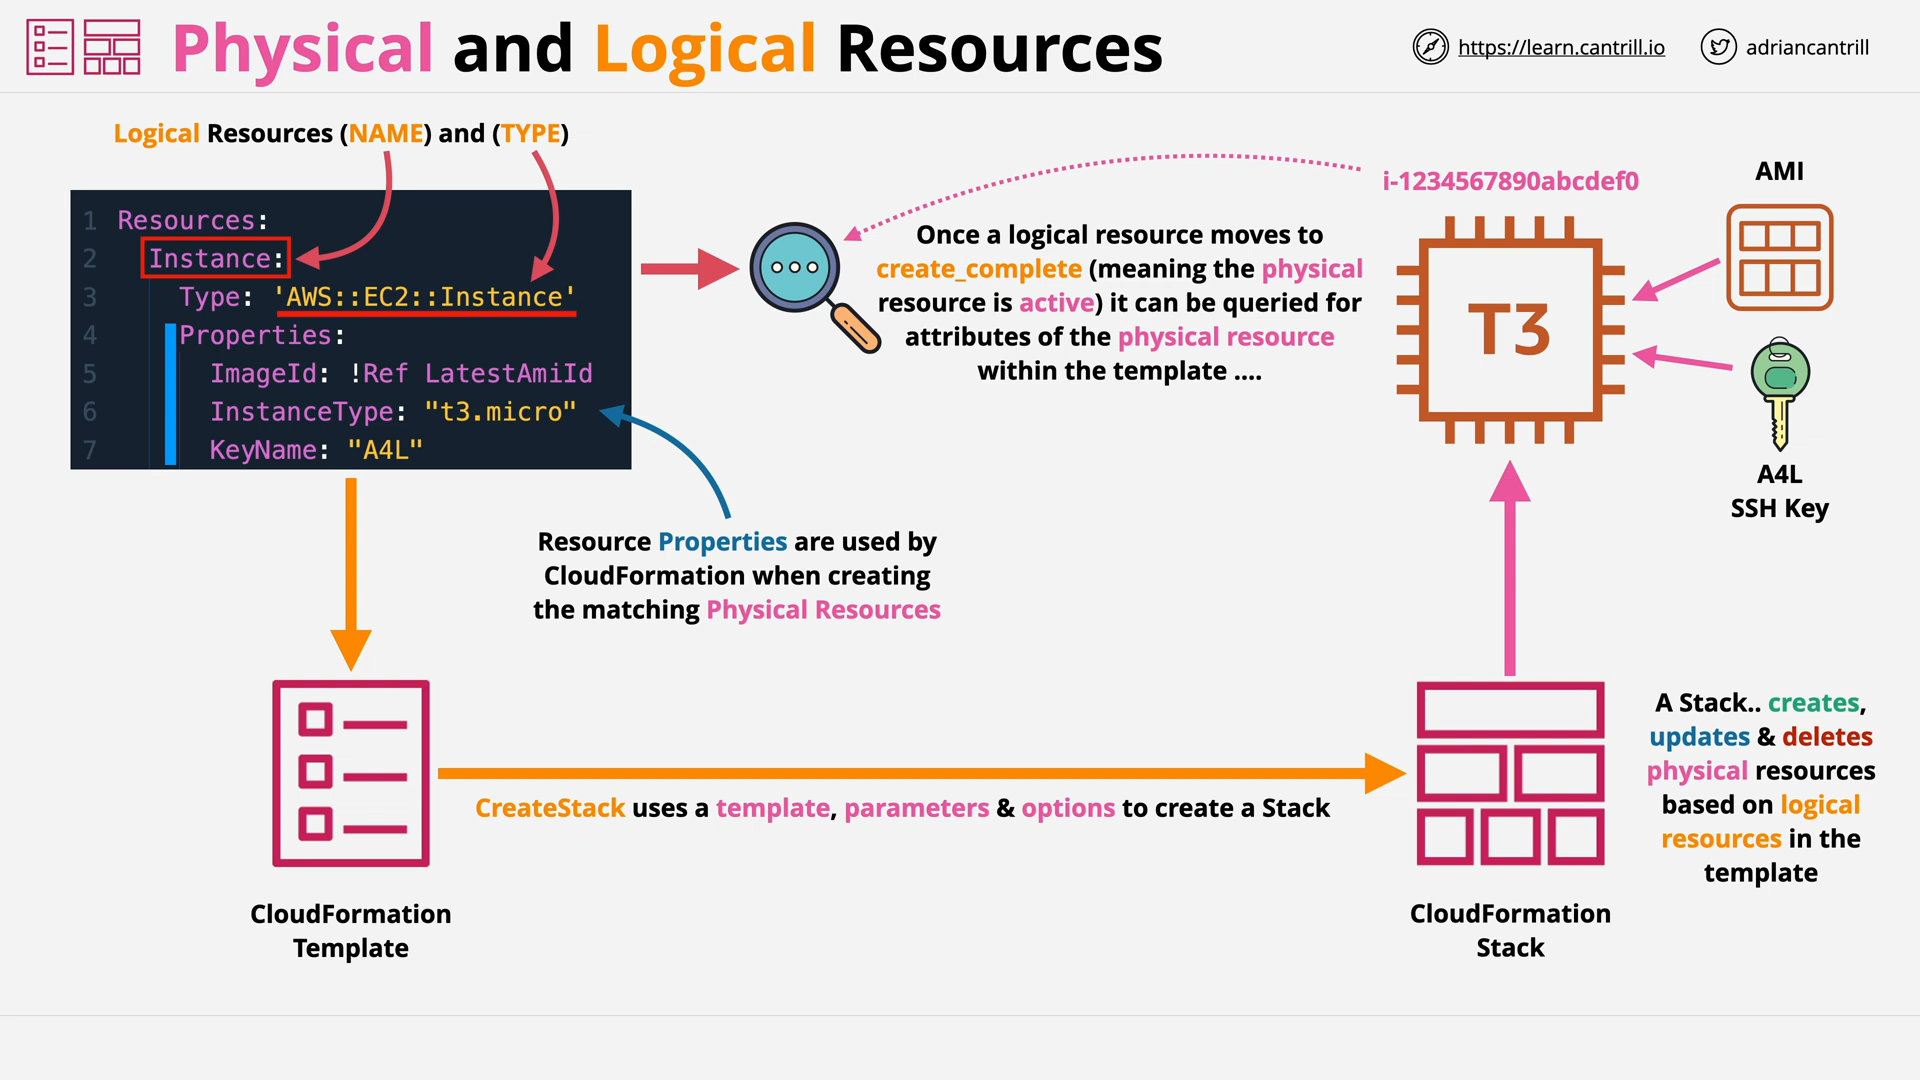 Physical and Logical Resources
https://learn.cantrill.io
adriancantrill
Logical Resources (NAME) and (TYPE)
1 Resources:
2 Instance:
3 Type: 'AWS::EC2::Instance'
4 Properties:
5 ImageId: !Ref LatestAmiId
6 InstanceType: "t3.micro"
7 KeyName: "A4L"
Once a logical resource moves to
create_complete (meaning the physical
resource is active) it can be queried for
attributes of the physical resource
within the template ....
i-1234567890abcdef0
T3
AMI
A4L
SSH Key
Resource Properties are used by
CloudFormation when creating
the matching Physical Resources
CreateStack uses a template, parameters & options to create a Stack
A Stack.. creates,
updates & deletes
physical resources
based on logical
resources in the
template
CloudFormation
Template
CloudFormation
Stack